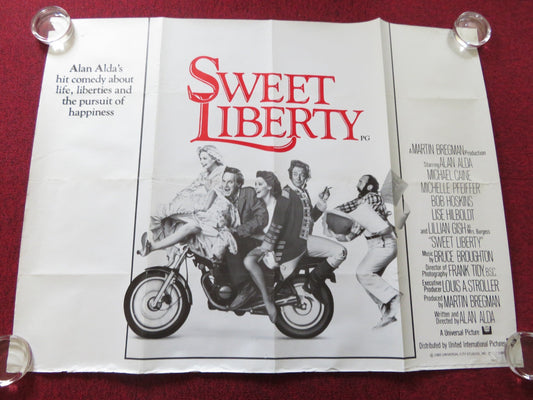 Alan Alda's
hit comedy about
life, liberties and
the pursuit of
happiness
SWEET
LIBERTY
PG
A MARTIN BREGMAN Production
Starring ALAN ALDA
MICHAEL CAINE
MICHELLE PFEIFFER
BOB HOSKINS
LISE HILBOLDT
and LILLIAN GISH as Mrs. Burgess
"SWEET LIBERTY"
Music by BRUCE BROUGHTON
Director of Photography FRANK TIDY, B.S.C.
Executive Producer LOUIS A. STROLLER
Produced by MARTIN BREGMAN
Written and Directed by ALAN ALDA
A Universal Picture
Distributed by United International Pictures